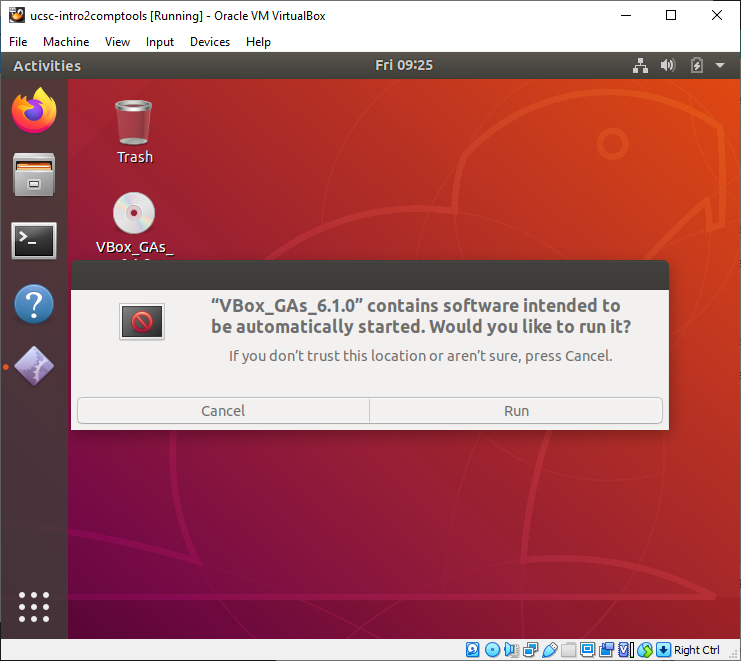 ucsc-intro2comptools [Running] - Oracle VM VirtualBox
File Machine View Input Devices Help
Activities Fri 09:25
Trash
VBox_GAs_
“VBox_GAs_6.1.0” contains software intended to
be automatically started. Would you like to run it?
If you don’t trust this location or aren’t sure, press Cancel.
Cancel Run
Right Ctrl